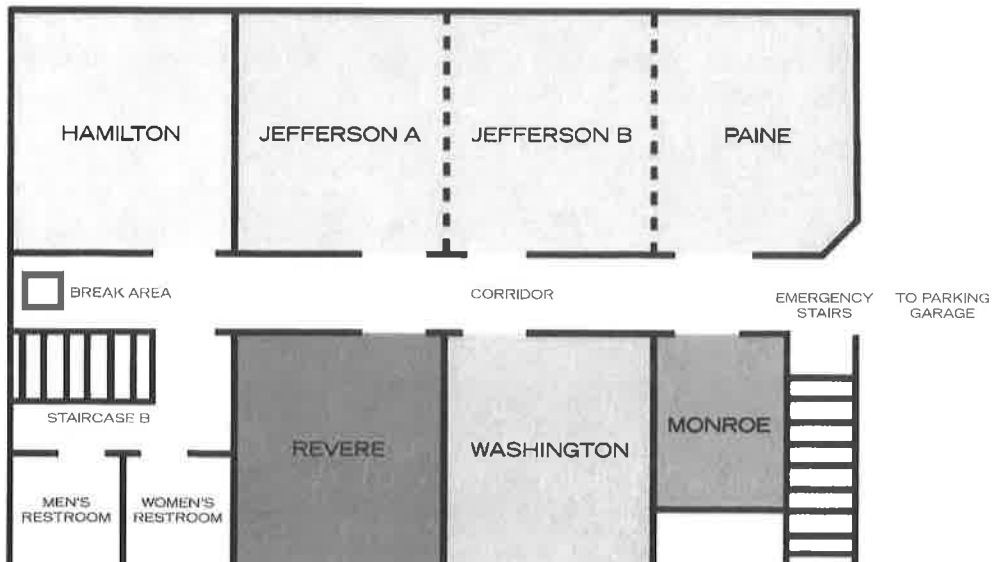 HAMILTON
JEFFERSON A
JEFFERSON B
PAINE
BREAK AREA
CORRIDOR
EMERGENCY
STAIRS
TO PARKING
GARAGE
STAIRCASE B
REVERE
WASHINGTON
MONROE
MEN'S
RESTROOM
WOMEN'S
RESTROOM